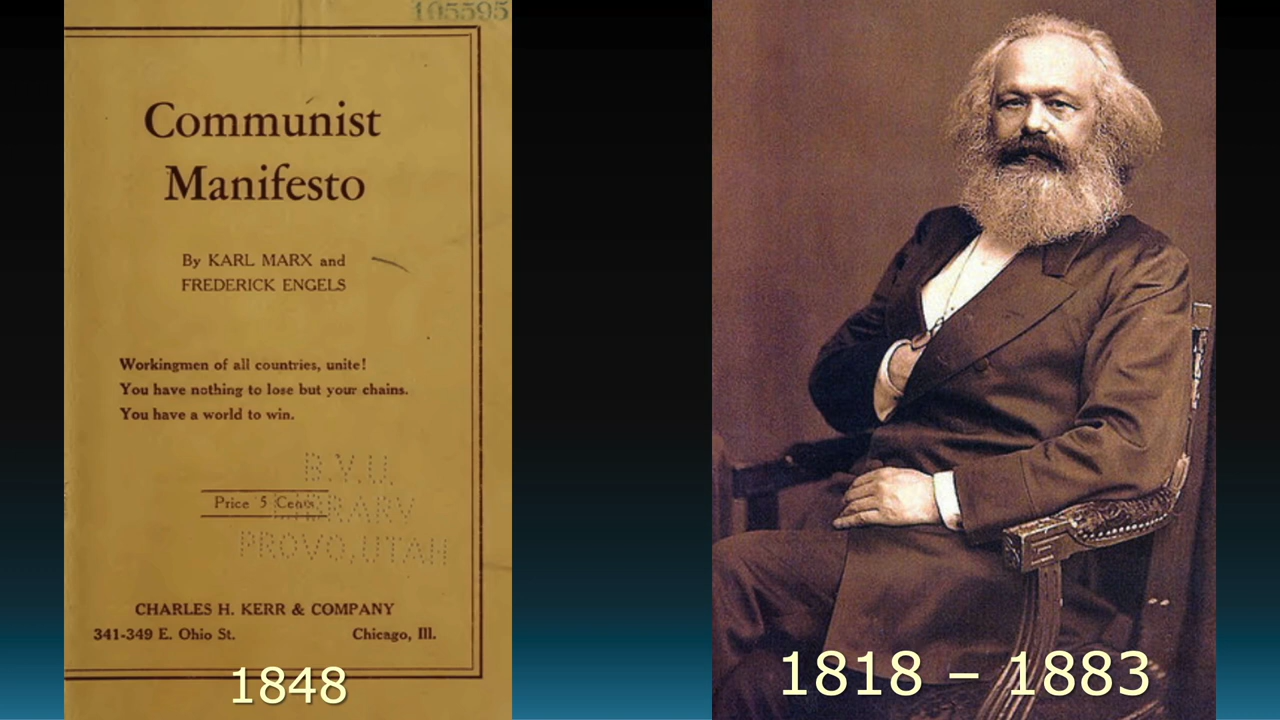 105595
Communist
Manifesto
By KARL MARX and
FREDERICK ENGELS
Workingmen of all countries, unite!
You have nothing to lose but your chains.
You have a world to win.
B.Y.U.
Price 5 Cents
LIBRARY
PROVO, UTAH
CHARLES H. KERR & COMPANY
341-349 E. Ohio St. Chicago, Ill.
1848
1818 – 1883